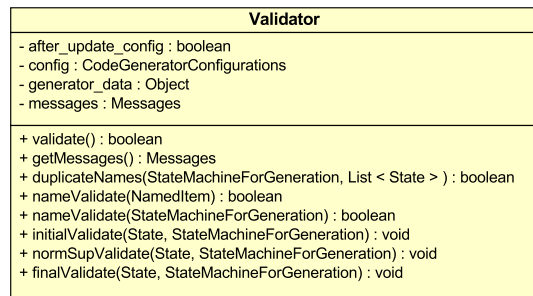 Validator
- after_update_config : boolean
- config : CodeGeneratorConfigurations
- generator_data : Object
- messages : Messages
+ validate() : boolean
+ getMessages() : Messages
+ duplicateNames(StateMachineForGeneration, List < State > ) : boolean
+ nameValidate(NamedItem) : boolean
+ nameValidate(StateMachineForGeneration) : boolean
+ initialValidate(State, StateMachineForGeneration) : void
+ normSupValidate(State, StateMachineForGeneration) : void
+ finalValidate(State, StateMachineForGeneration) : void